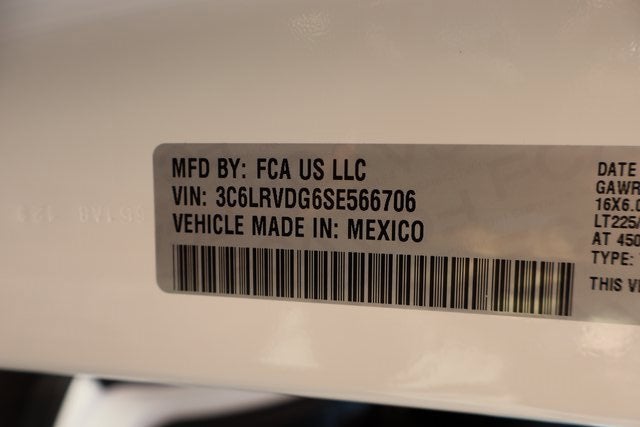 MFD BY: FCA US LLC
VIN: 3C6LRVDG6SE566706
VEHICLE MADE IN: MEXICO
DATE
GAWR
16X6.0
LT225/
AT 450
TYPE:
THIS VE